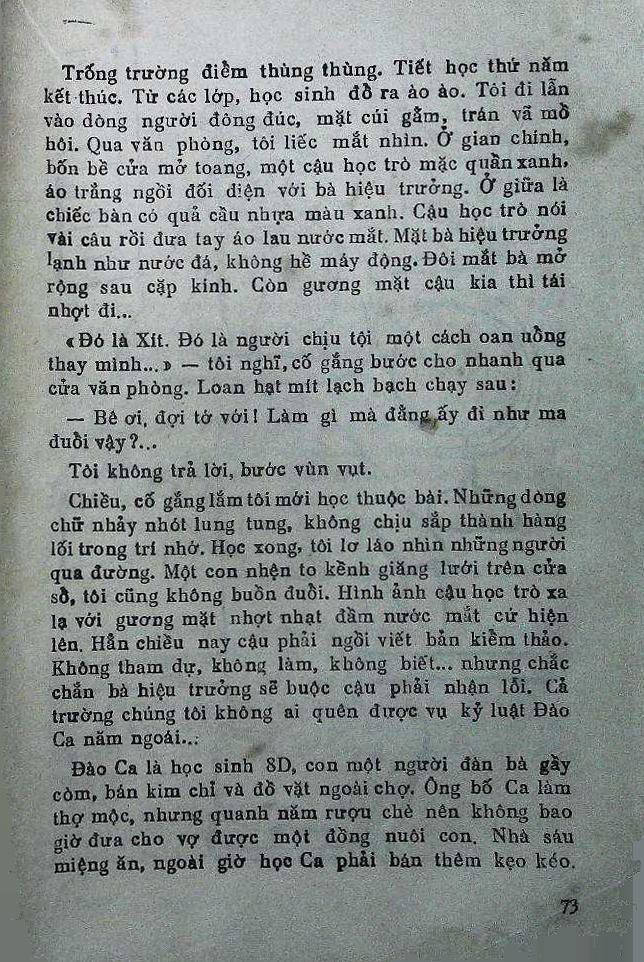 Trống trường điểm thùng thùng. Tiết học thứ năm
kết thúc. Từ các lớp, học sinh đổ ra ào ào. Tôi đi lẫn
vào dòng người đông đúc, mặt cúi gằm, trán vã mồ
hôi. Qua văn phòng, tôi liếc mắt nhìn. Ở gian chính,
bốn bề cửa mở toang, một cậu học trò mặc quần xanh,
áo trắng ngồi đối diện với bà hiệu trưởng. Ở giữa là
chiếc bàn có quả cầu nhựa màu xanh. Cậu học trò nói
vài câu rồi đưa tay áo lau nước mắt. Mặt bà hiệu trưởng
lạnh như nước đá, không hề máy động. Đôi mắt bà mở
rộng sau cặp kính. Còn gương mặt cậu kia thì tái
nhợt đi...
«Đó là Xít. Đó là người chịu tội một cách oan uổng
thay mình...» — tôi nghĩ, cố gắng bước cho nhanh qua
cửa văn phòng. Loan hạt mít lạch bạch chạy sau:
— Bê ơi, đợi tớ với! Làm gì mà đằng ấy đi như ma
đuổi vậy?...
Tôi không trả lời, bước vùn vụt.
Chiều, cố gắng lắm tôi mới học thuộc bài. Những dòng
chữ nhảy nhót lung tung, không chịu sắp thành hàng
lối trong trí nhớ. Học xong, tôi lơ láo nhìn những người
qua đường. Một con nhện to kềnh giăng lưới trên cửa
sổ, tôi cũng không buồn đuổi. Hình ảnh cậu học trò xa
lạ với gương mặt nhợt nhạt đầm nước mắt cứ hiện
lên. Hẳn chiều nay cậu phải ngồi viết bản kiểm thảo.
Không tham dự, không làm, không biết... nhưng chắc
chắn bà hiệu trưởng sẽ buộc cậu phải nhận lỗi. Cả
trường chúng tôi không ai quên được vụ kỷ luật Đào
Ca năm ngoái...
Đào Ca là học sinh 8D, con một người đàn bà gầy
còm, bán kim chỉ và đồ vặt ngoài chợ. Ông bố Ca làm
thợ mộc, nhưng quanh năm rượu chè nên không bao
giờ đưa cho vợ được một đồng nuôi con. Nhà sáu
miệng ăn, ngoài giờ học Ca phải bán thêm kẹo kéo.
73